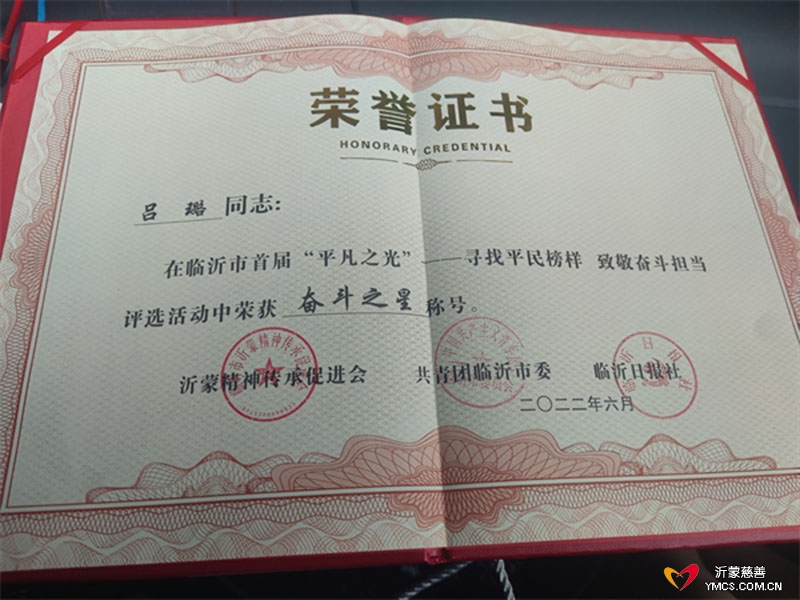 荣誉证书
HONORARY CREDENTIAL
吕璐同志:
在临沂市首届“平凡之光”——寻找平民榜样 致敬奋斗担当
评选活动中荣获 奋斗之星 称号。
沂蒙精神传承促进会 共青团临沂市委 临沂日报社
二〇二二年六月
沂蒙慈善
YMCS.COM.CN